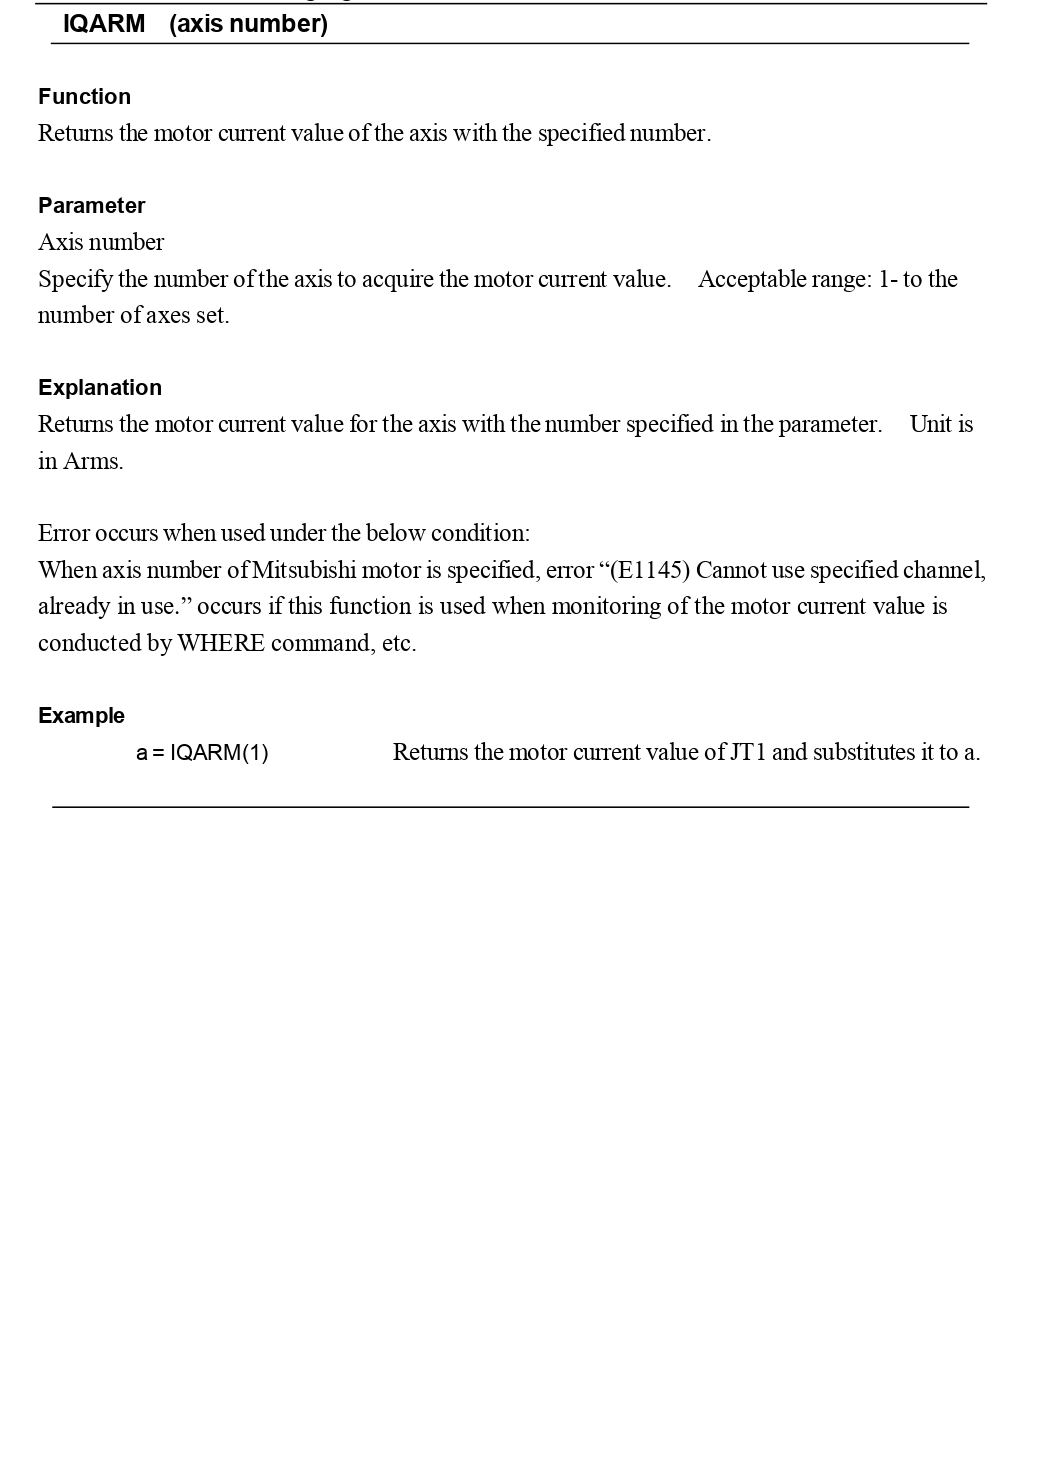 IQARM (axis number)
Function
Returns the motor current value of the axis with the specified number.
Parameter
Axis number
Specify the number of the axis to acquire the motor current value. Acceptable range: 1- to the
number of axes set.
Explanation
Returns the motor current value for the axis with the number specified in the parameter. Unit is
in Arms.
Error occurs when used under the below condition:
When axis number of Mitsubishi motor is specified, error “(E1145) Cannot use specified channel,
already in use.” occurs if this function is used when monitoring of the motor current value is
conducted by WHERE command, etc.
Example
a = IQARM(1) Returns the motor current value of JT1 and substitutes it to a.